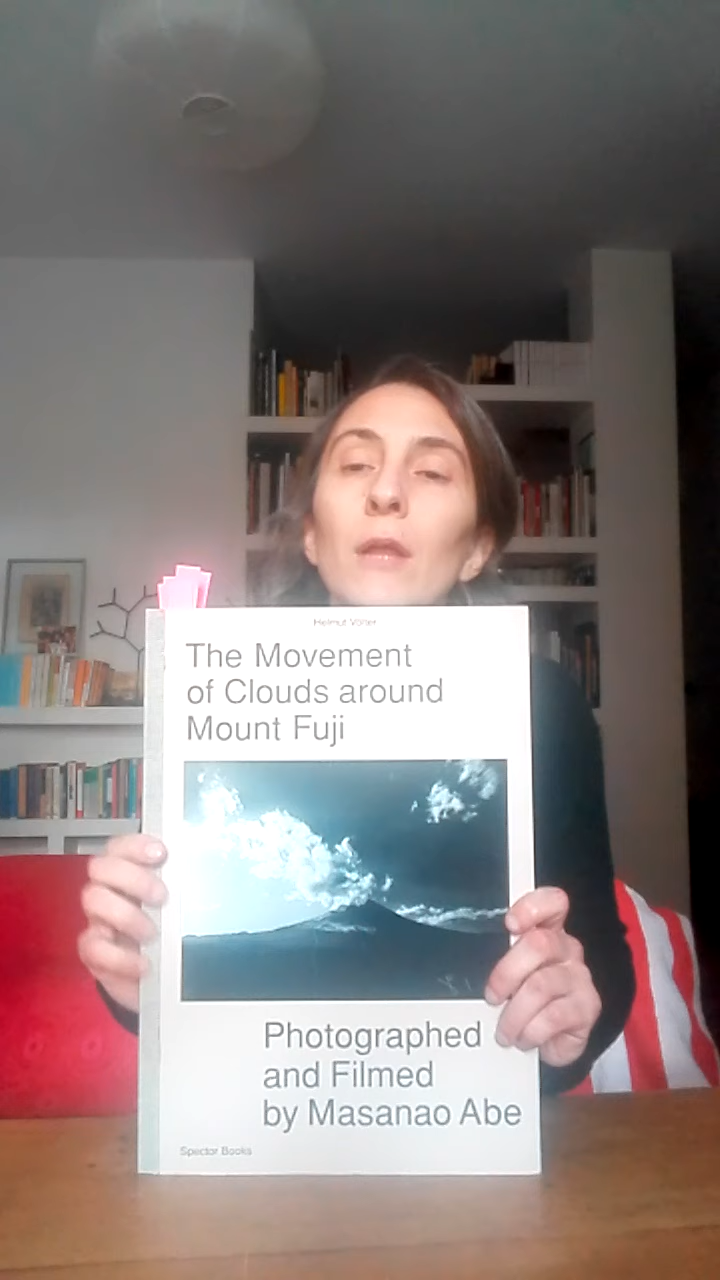 Helmut Völter
The Movement
of Clouds around
Mount Fuji
Photographed
and Filmed
by Masanao Abe
Spector Books